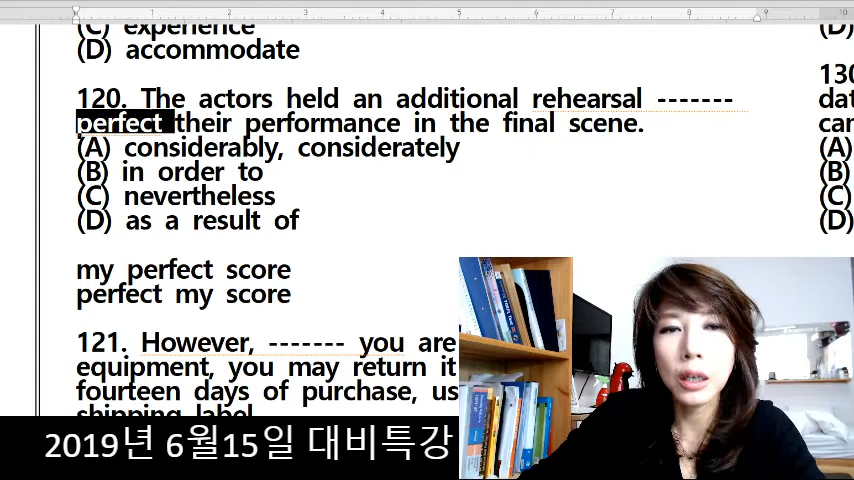 (C) experience
(D) accommodate
120. The actors held an additional rehearsal -------
perfect their performance in the final scene.
(A) considerably, considerately
(B) in order to
(C) nevertheless
(D) as a result of
my perfect score
perfect my score
121. However, ------- you are
equipment, you may return it
fourteen days of purchase, us
shipping label
130
dat
can
(D)
(A)
(B)
(C)
(D)
2019년 6월15일 대비특강